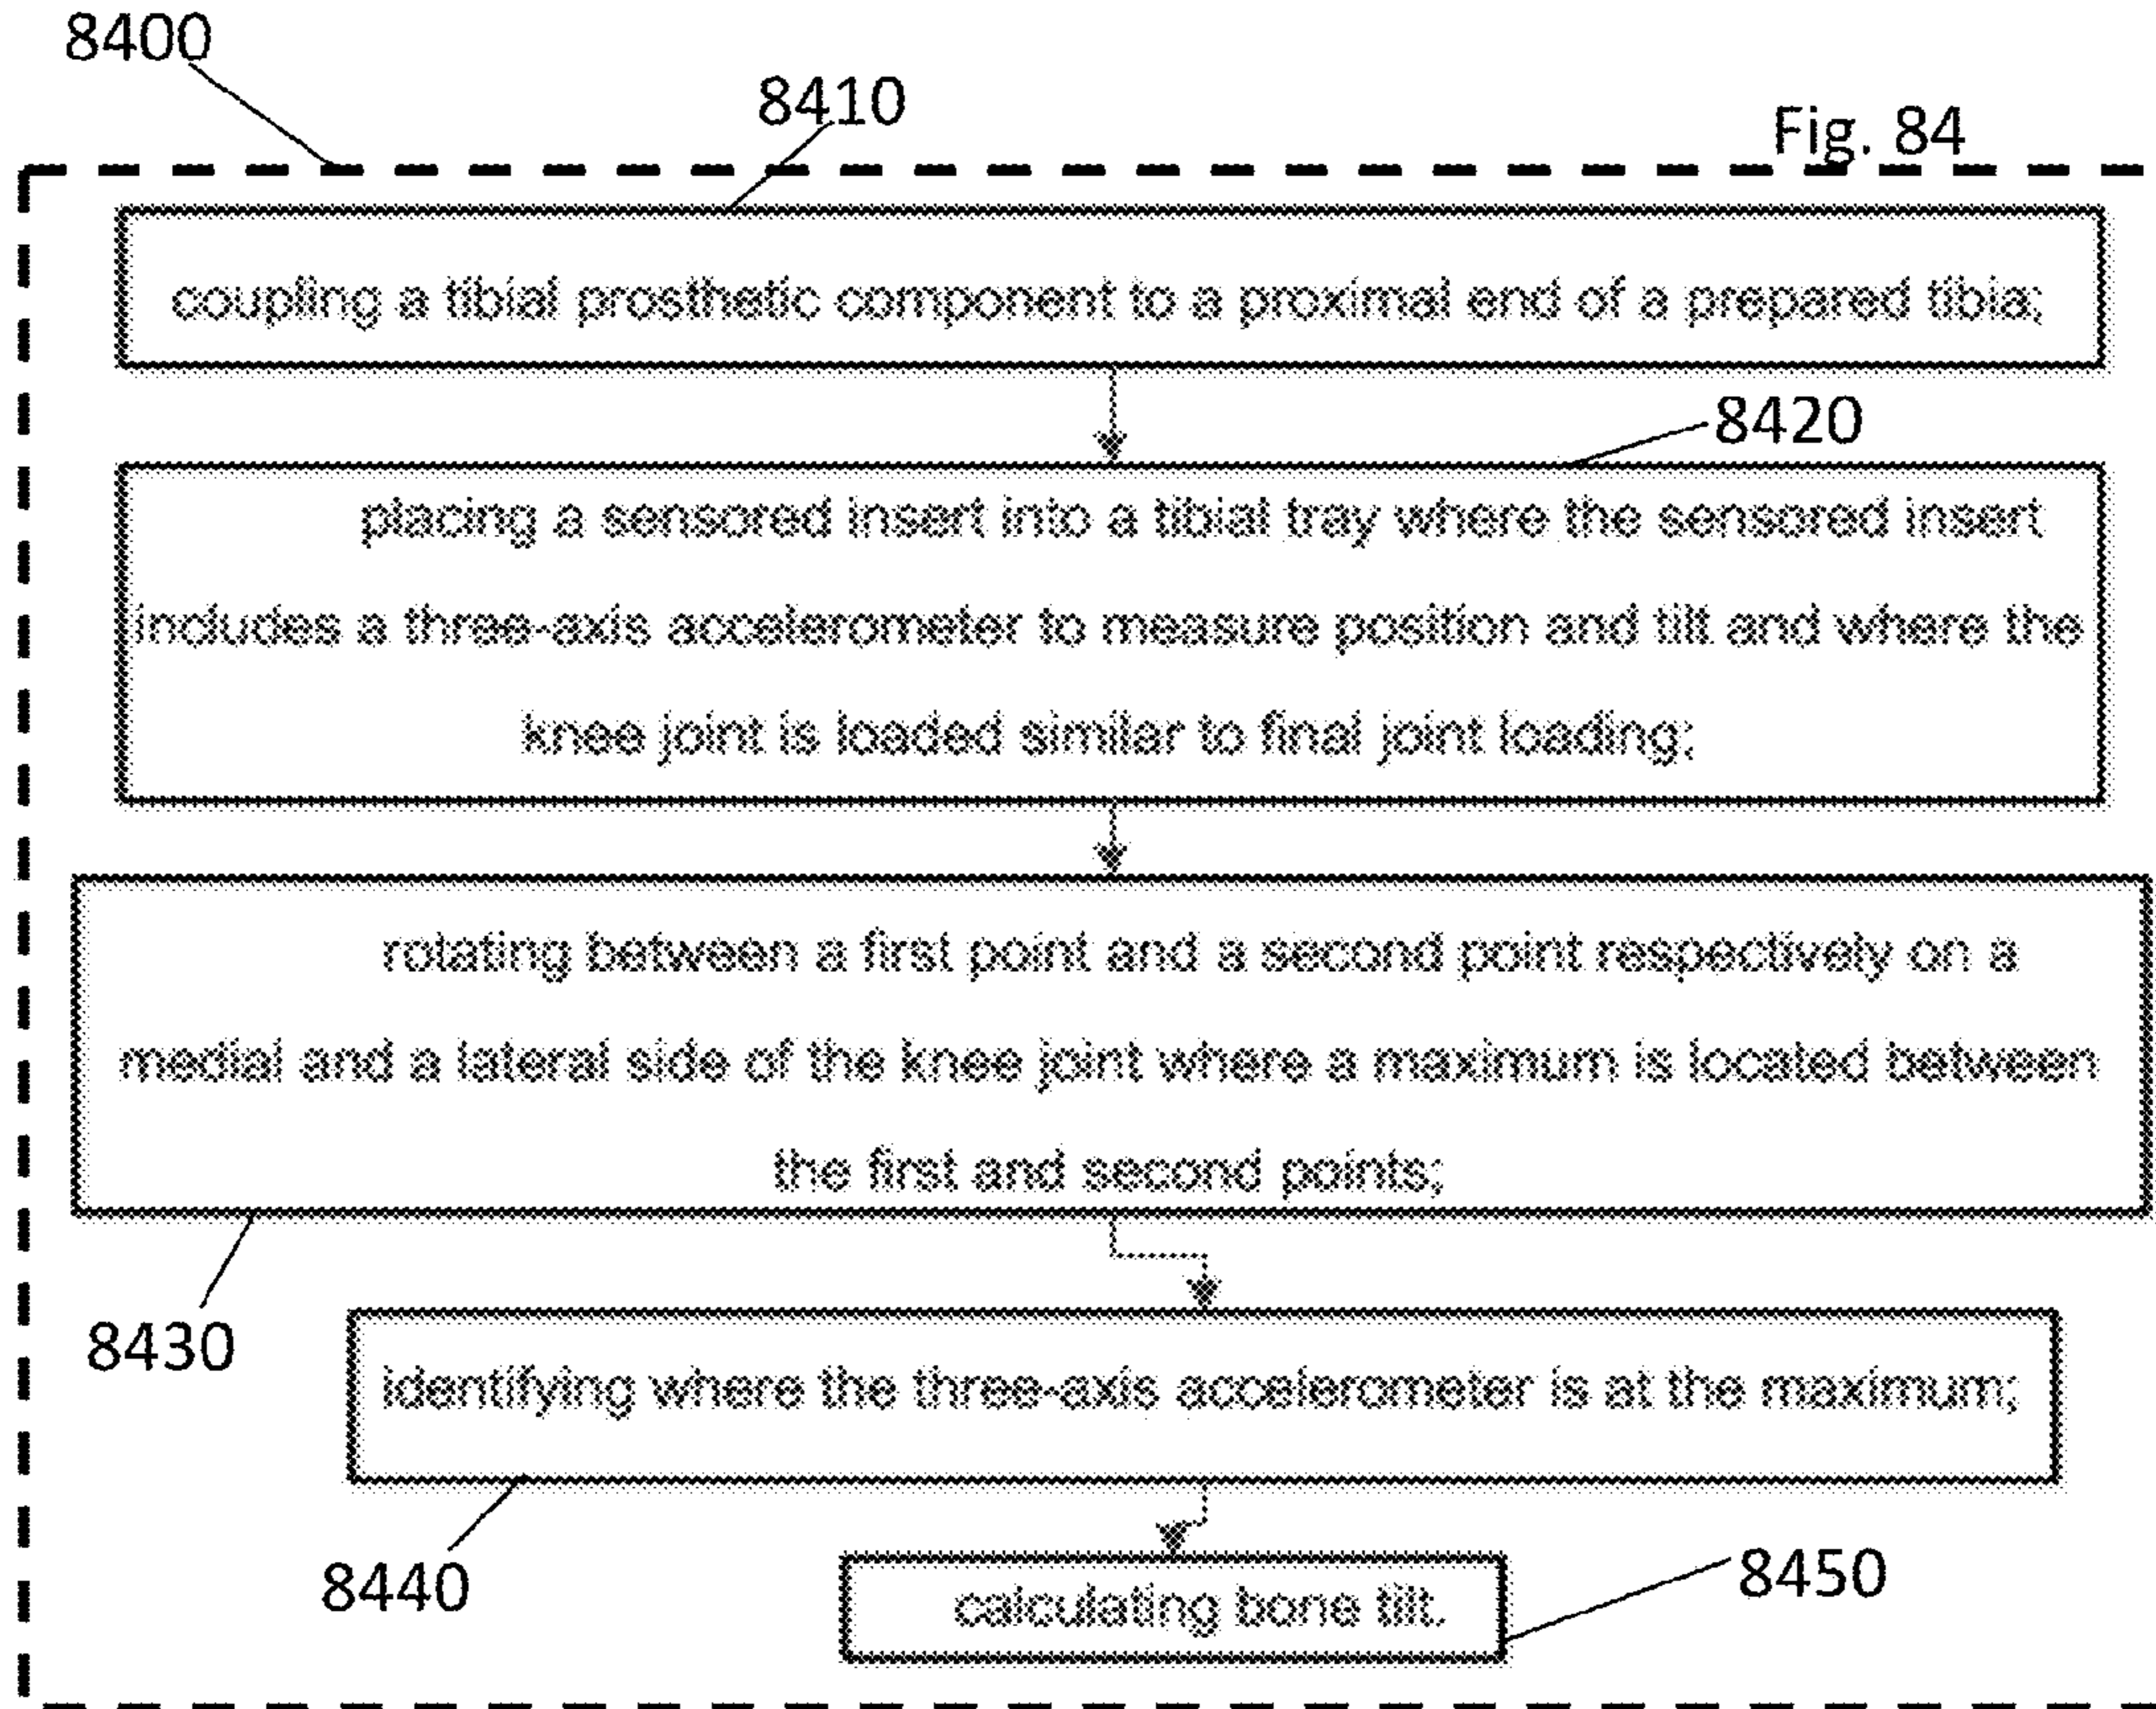 8400
8410
Fig. 84
coupling a tibial prosthetic component to a proximal end of a prepared tibia;
8420
placing a sensored insert into a tibial tray where the sensored insert
includes a three-axis accelerometer to measure position and tilt and where the
knee joint is loaded similar to final joint loading;
rotating between a first point and a second point respectively on a
medial and a lateral side of the knee joint where a maximum is located between
the first and second points;
8430
identifying where the three-axis accelerometer is at the maximum;
8440
calculating bone tilt.
8450